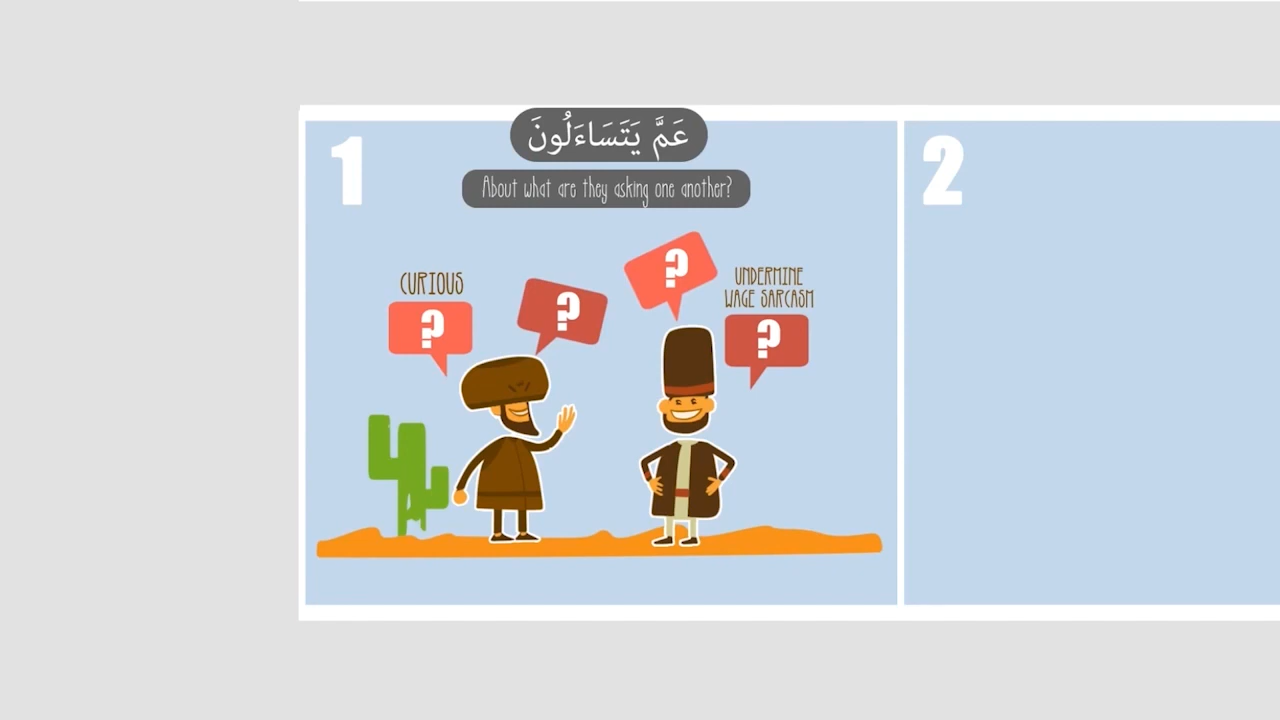 1
عَمَّ يَتَسَاءَلُونَ
About what are they asking one another?
CURIOUS
?
?
?
UNDERMINE
WAGE SARCASM
?
2